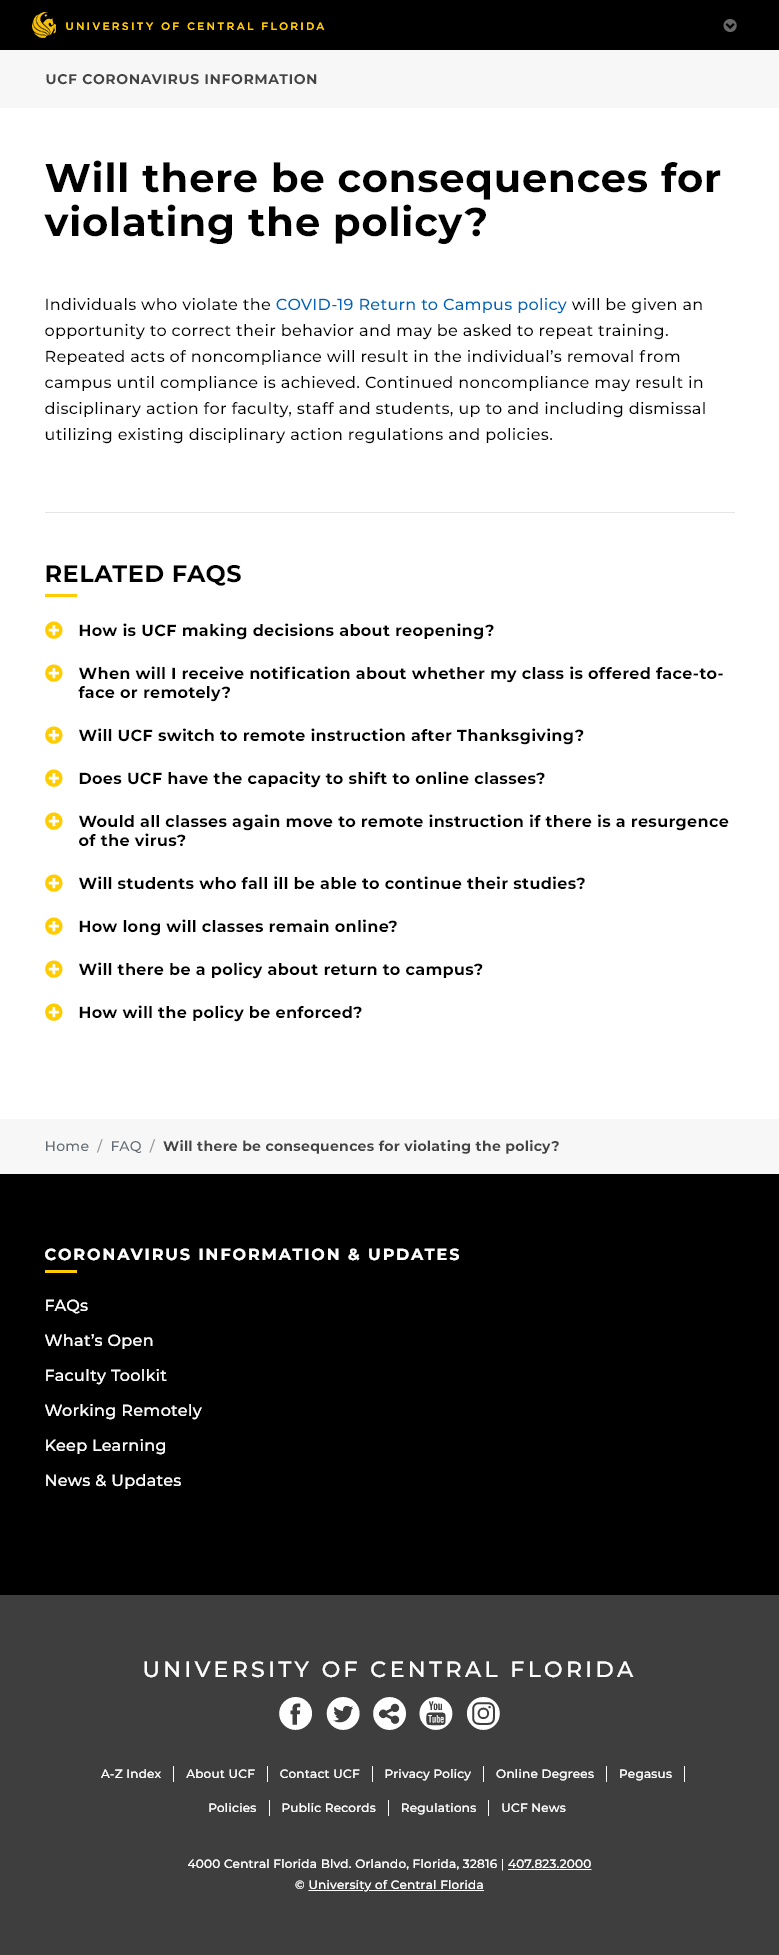 UNIVERSITY OF CENTRAL FLORIDA
UCF CORONAVIRUS INFORMATION
Will there be consequences for
violating the policy?
Individuals who violate the COVID-19 Return to Campus policy will be given an
opportunity to correct their behavior and may be asked to repeat training.
Repeated acts of noncompliance will result in the individual’s removal from
campus until compliance is achieved. Continued noncompliance may result in
disciplinary action for faculty, staff and students, up to and including dismissal
utilizing existing disciplinary action regulations and policies.
RELATED FAQS
How is UCF making decisions about reopening?
When will I receive notification about whether my class is offered face-to-
face or remotely?
Will UCF switch to remote instruction after Thanksgiving?
Does UCF have the capacity to shift to online classes?
Would all classes again move to remote instruction if there is a resurgence
of the virus?
Will students who fall ill be able to continue their studies?
How long will classes remain online?
Will there be a policy about return to campus?
How will the policy be enforced?
Home / FAQ / Will there be consequences for violating the policy?
CORONAVIRUS INFORMATION & UPDATES
FAQs
What’s Open
Faculty Toolkit
Working Remotely
Keep Learning
News & Updates
UNIVERSITY OF CENTRAL FLORIDA
You
Tube
A-Z Index | About UCF | Contact UCF | Privacy Policy | Online Degrees | Pegasus |
Policies | Public Records | Regulations | UCF News
4000 Central Florida Blvd. Orlando, Florida, 32816 | 407.823.2000
© University of Central Florida